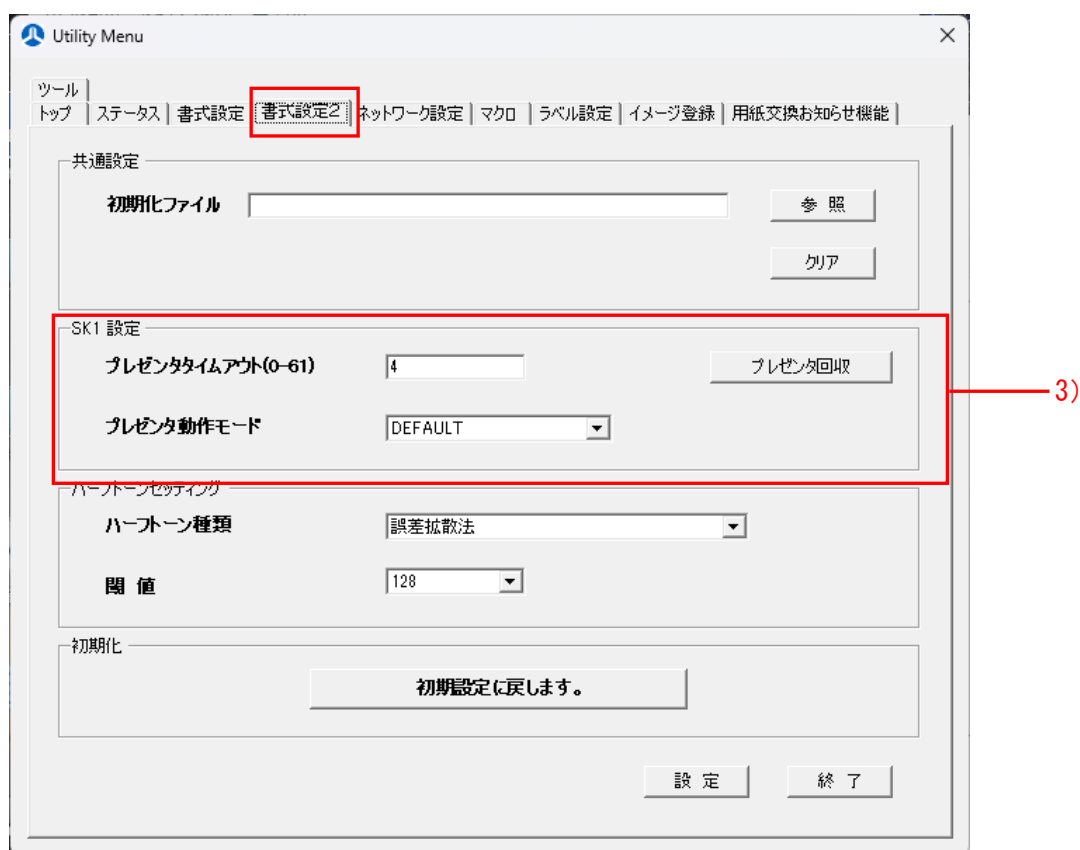 Utility Menu
ツール
トップ ステータス 書式設定 書式設定2 ネットワーク設定 マクロ ラベル設定 イメージ登録 用紙交換お知らせ機能
共通設定
初期化ファイル 参 照
クリア
SK1 設定
プレゼンタタイムアウト(0-61) 4 プレゼンタ回収
3)
プレゼンタ動作モード DEFAULT
ハーフトーンセッティング
ハーフトーン種類 誤差拡散法
閾 値 128
初期化
初期設定に戻します。
設 定 終 了